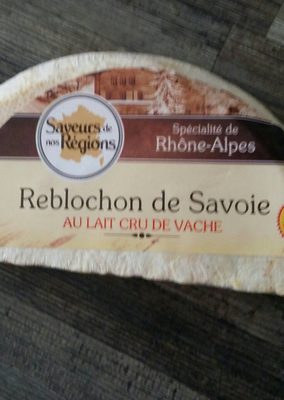 Saveurs de
nos Régions
Spécialité de
Rhône-Alpes
Reblochon de Savoie
AU LAIT CRU DE VACHE